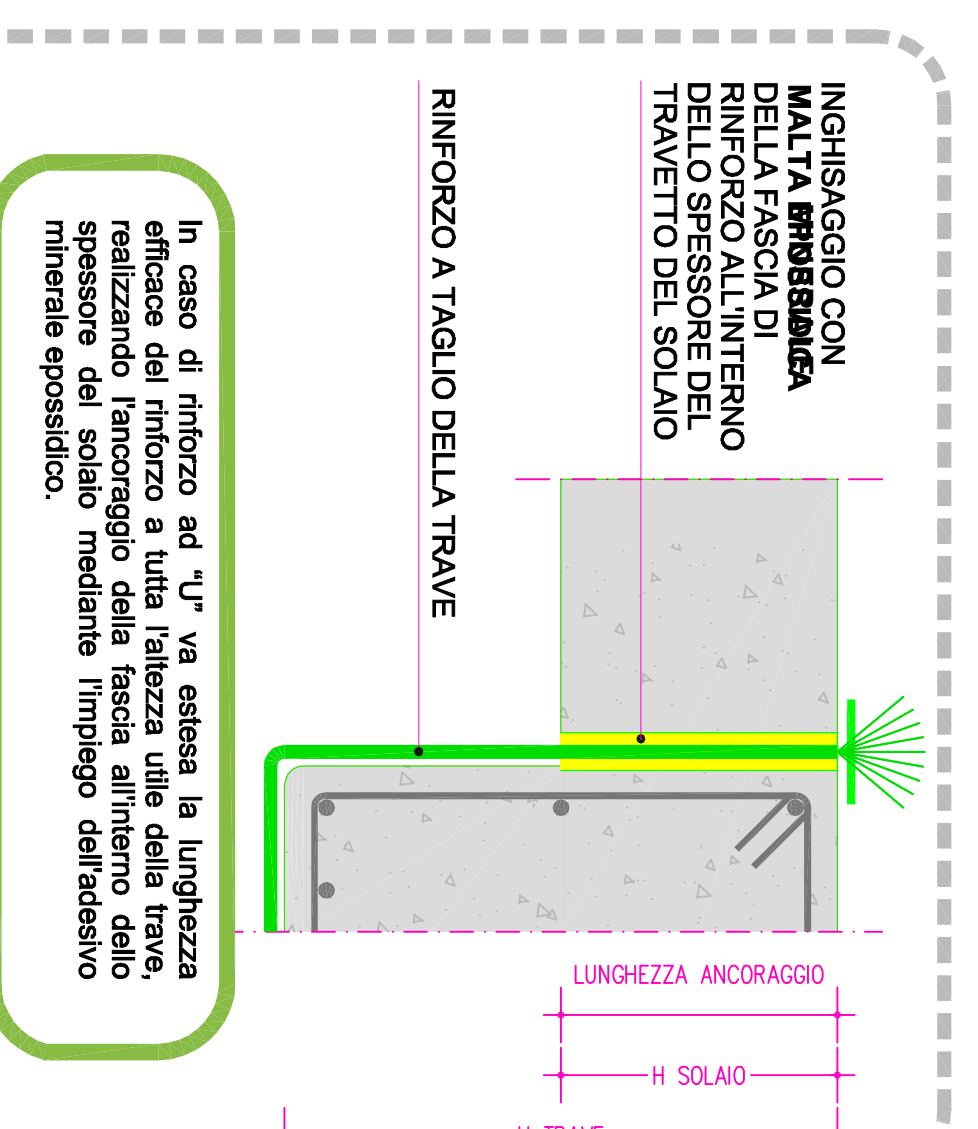 INGHISAGGIO CON
MALTA
DELLA FASCIA DI
RINFORZO ALL'INTERNO
DELLO SPESSORE DEL
TRAVETTO DEL SOLAIO
RINFORZO A TAGLIO DELLA TRAVE
In caso di rinforzo ad “U” va estesa la lunghezza
efficace del rinforzo a tutta l'altezza utile della trave,
realizzando l'ancoraggio della fascia all'interno dello
spessore del solaio mediante l'impiego dell'adesivo
minerale epossidico.
LUNGHEZZA ANCORAGGIO
H SOLAIO